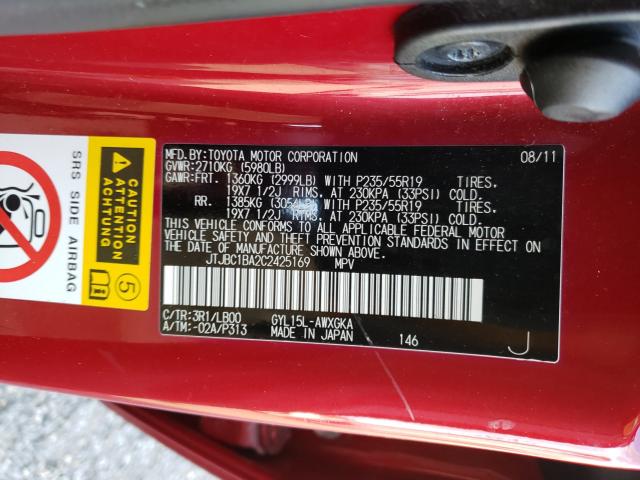 MFD.BY:TOYOTA MOTOR CORPORATION 08/11
GVWR:2710KG (5980LB)
GAWR:FRT. 1360KG (2999LB) WITH P235/55R19 TIRES.
19X7 1/2J RIMS. AT 230KPA (33PSI) COLD.
RR. 1385KG (3054LB) WITH P235/55R19 TIRES.
19X7 1/2J RIMS. AT 230KPA (33PSI) COLD.
THIS VEHICLE CONFORMS TO ALL APPLICABLE FEDERAL MOTOR
VEHICLE SAFETY AND THEFT PREVENTION STANDARDS IN EFFECT ON
THE DATE OF MANUFACTURE SHOWN ABOVE.
JTJBC1BA2C2425169 MPV
C/TR:3R1/LB00 GYL15L-AWXGKA
A/TM:-02A/P313 MADE IN JAPAN 146 J
SRS SIDE AIRBAG
CAUTION
ACHTUNG
5